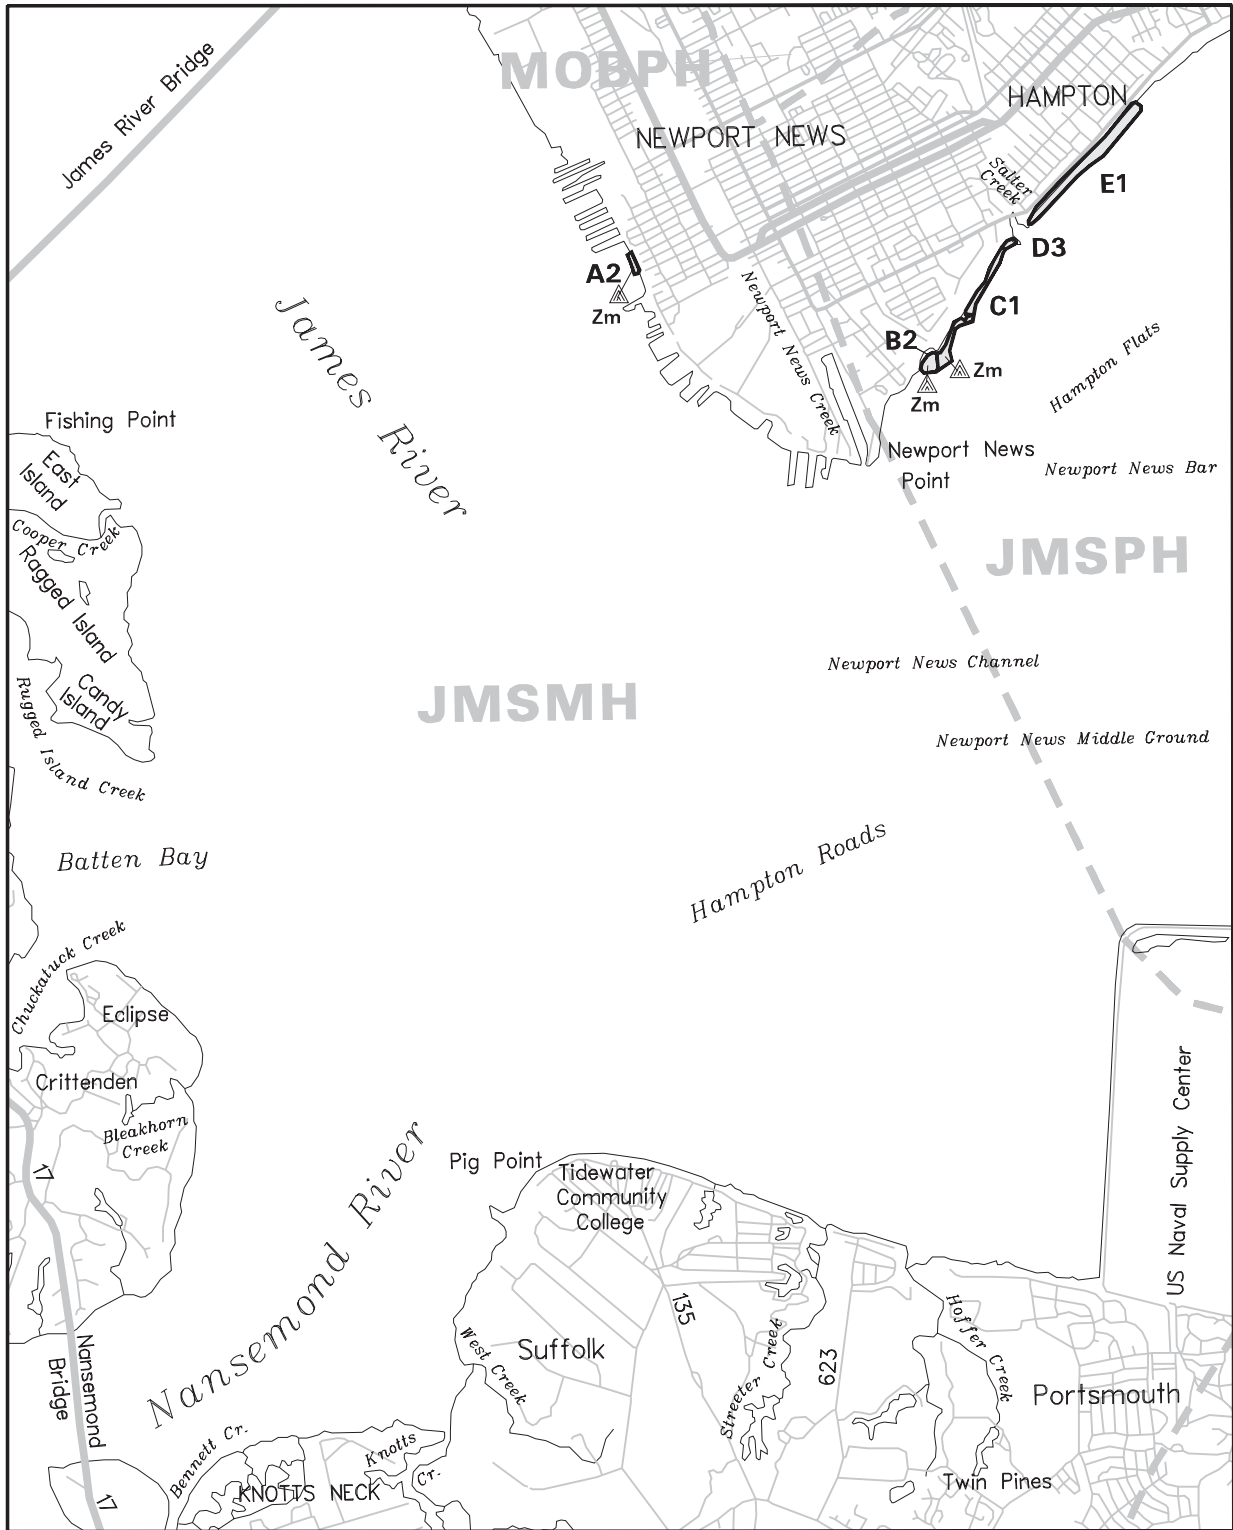 James River Bridge
MOBPH
HAMPTON
NEWPORT NEWS
Salter
Creek
E1
D3
A2
Zm
C1
B2
Zm
Zm
Newport News Creek
Hampton Flats
James River
Fishing Point
East
Island
Newport News
Point
Newport News Bar
Cooper Creek
Ragged Island
JMSPH
Newport News Channel
Candy
Island
JMSMH
Rugged Island Creek
Newport News Middle Ground
Batten Bay
Hampton Roads
Chuckatuck Creek
Eclipse
Crittenden
Bleakhorn
Creek
17
US Naval Supply Center
Nansemond River
Pig Point
Tidewater
Community
College
135
Hoffer Creek
Suffolk
West Creek
Streeter Creek
623
Nansemond
Bridge
Portsmouth
Bennett Cr.
Knotts
Cr.
KNOTTS NECK
Twin Pines
17